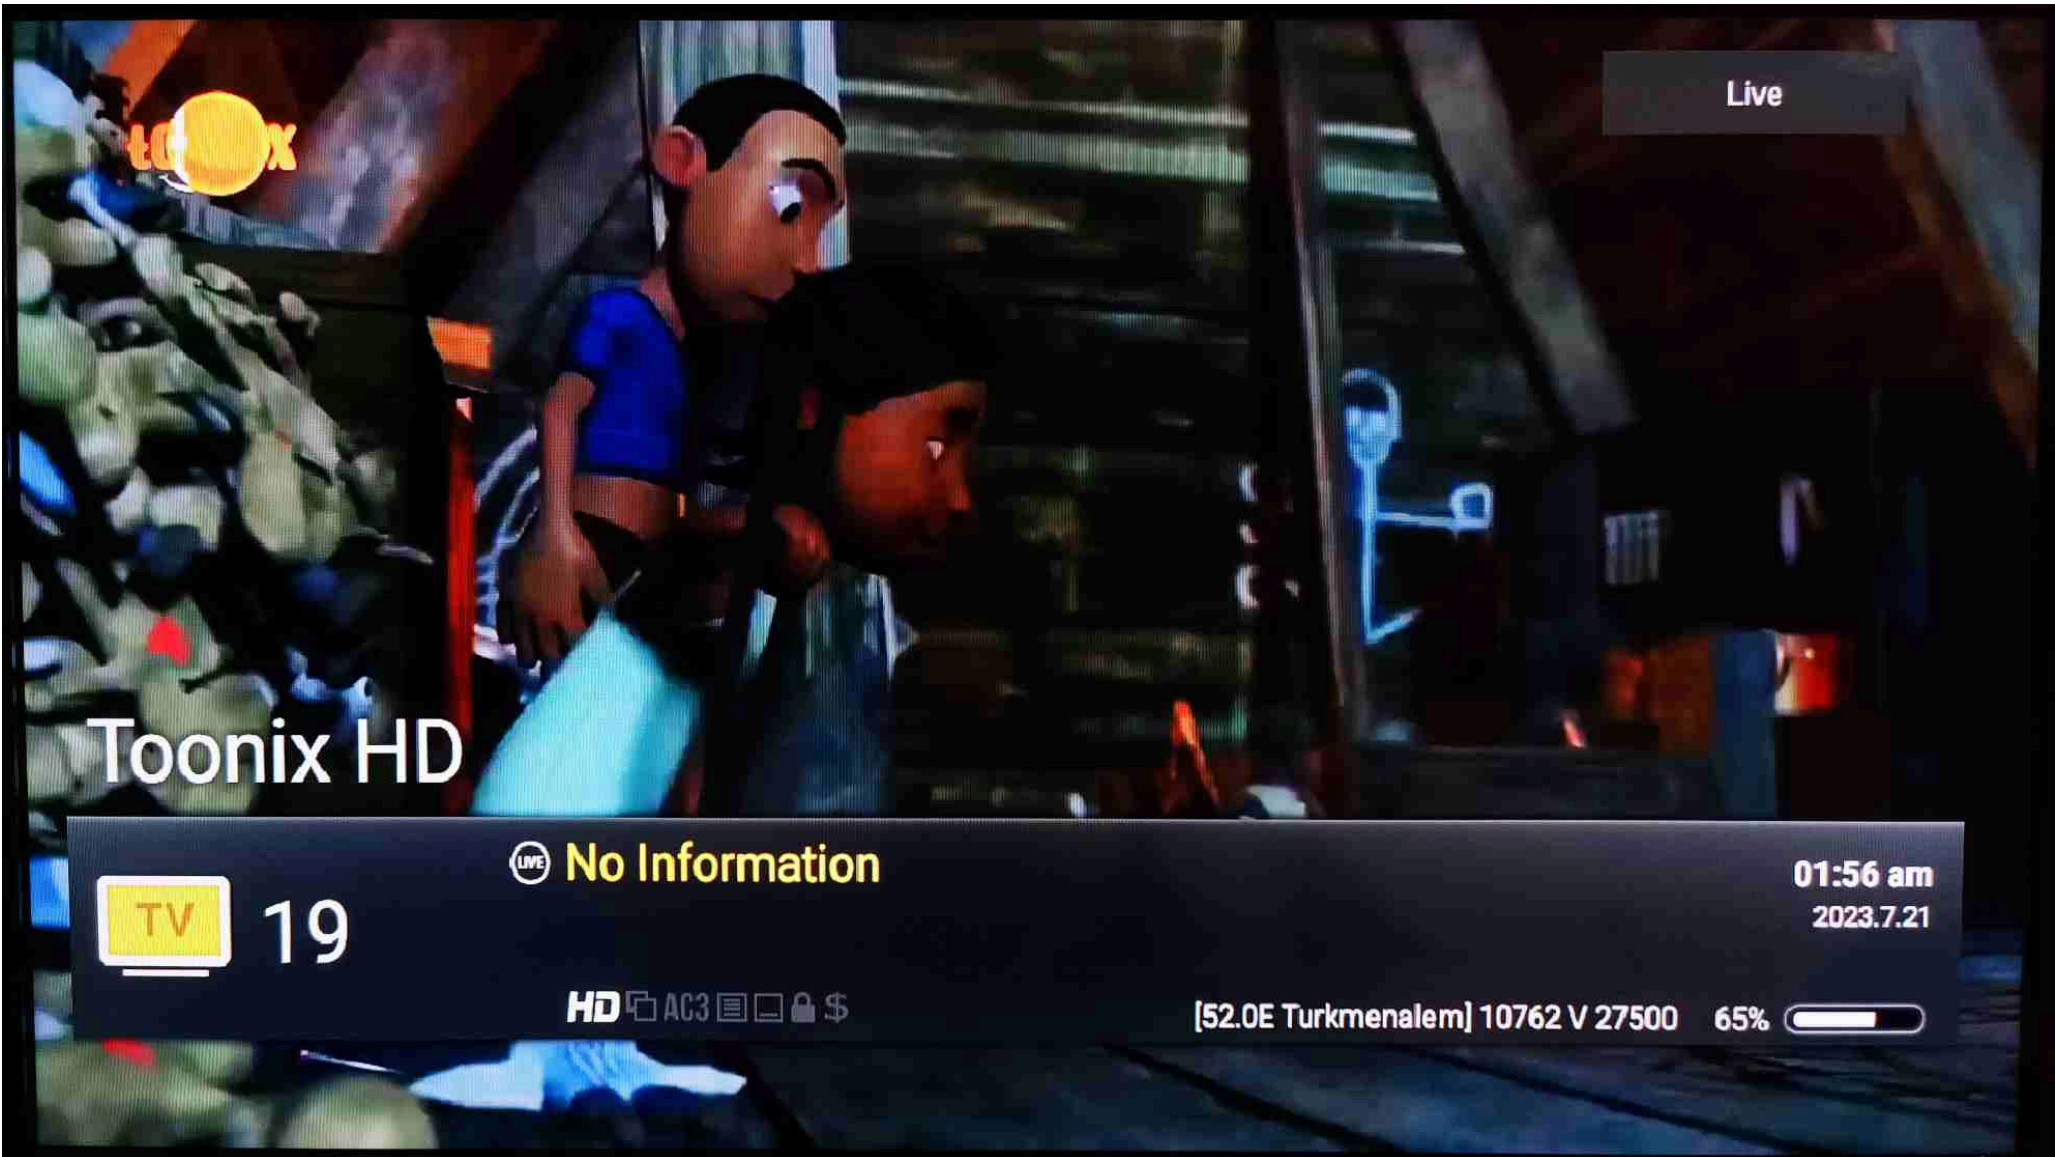 Live
Toonix HD
LIVE No Information
01:56 am
TV 19
2023.7.21
HD AC3 $
[52.0E Turkmenalem] 10762 V 27500 65%